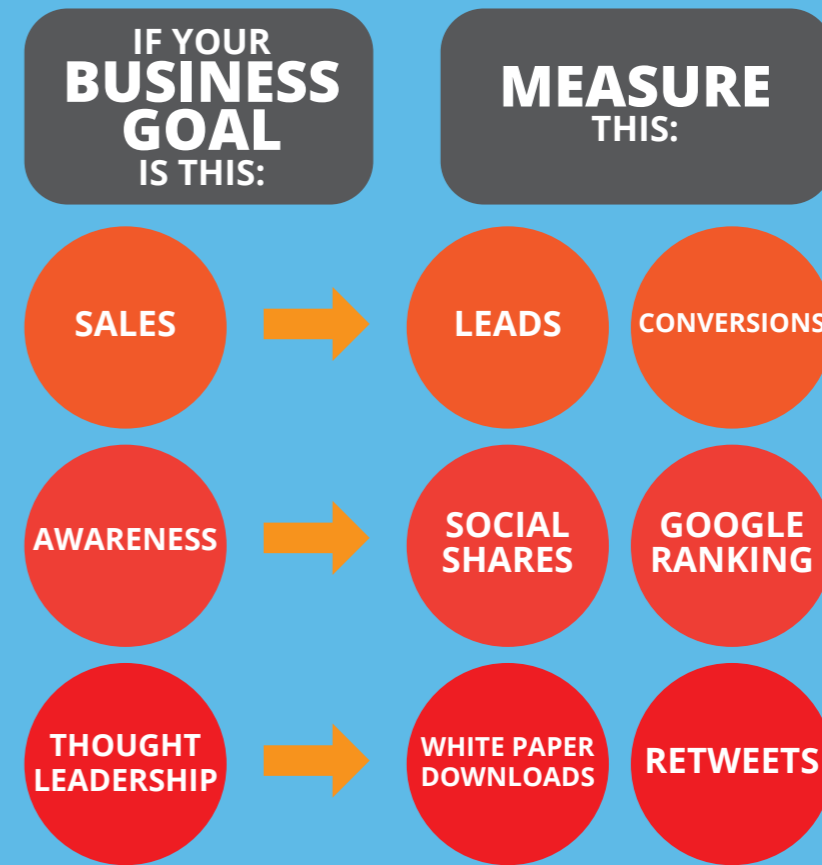 IF YOUR
BUSINESS
GOAL
IS THIS:
MEASURE
THIS:
SALES
LEADS
CONVERSIONS
AWARENESS
SOCIAL
SHARES
GOOGLE
RANKING
THOUGHT
LEADERSHIP
WHITE PAPER
DOWNLOADS
RETWEETS